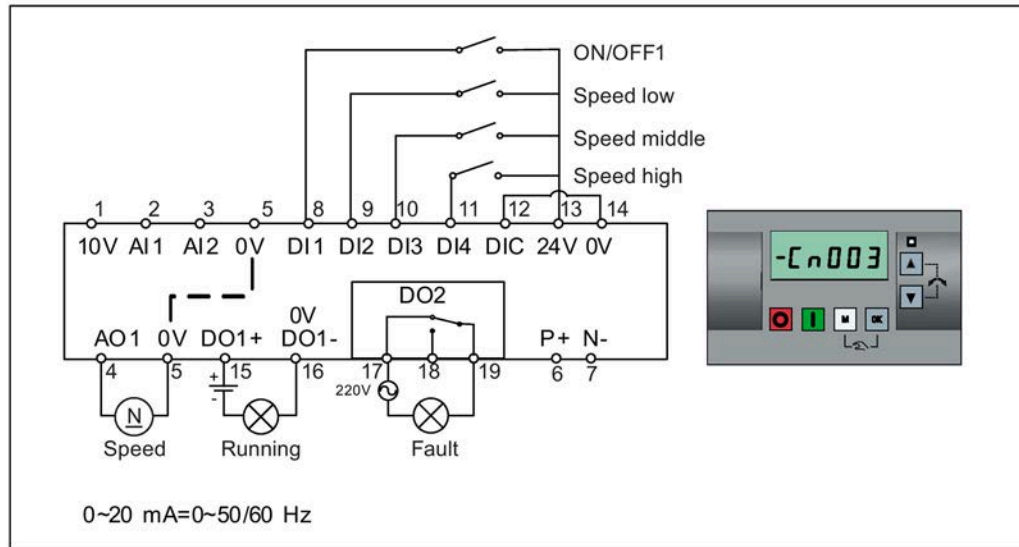 ON/OFF1
Speed low
Speed middle
Speed high
1 2 3 5 8 9 10 11 12 13 14
10V AI1 AI2 0V DI1 DI2 DI3 DI4 DIC 24V 0V
-Cn003
M OK
DO2
0V
AO1 0V DO1+ DO1- P+ N-
4 5 15 16 17 18 19 6 7
+
-
220V
N
Speed Running Fault
0~20 mA=0~50/60 Hz